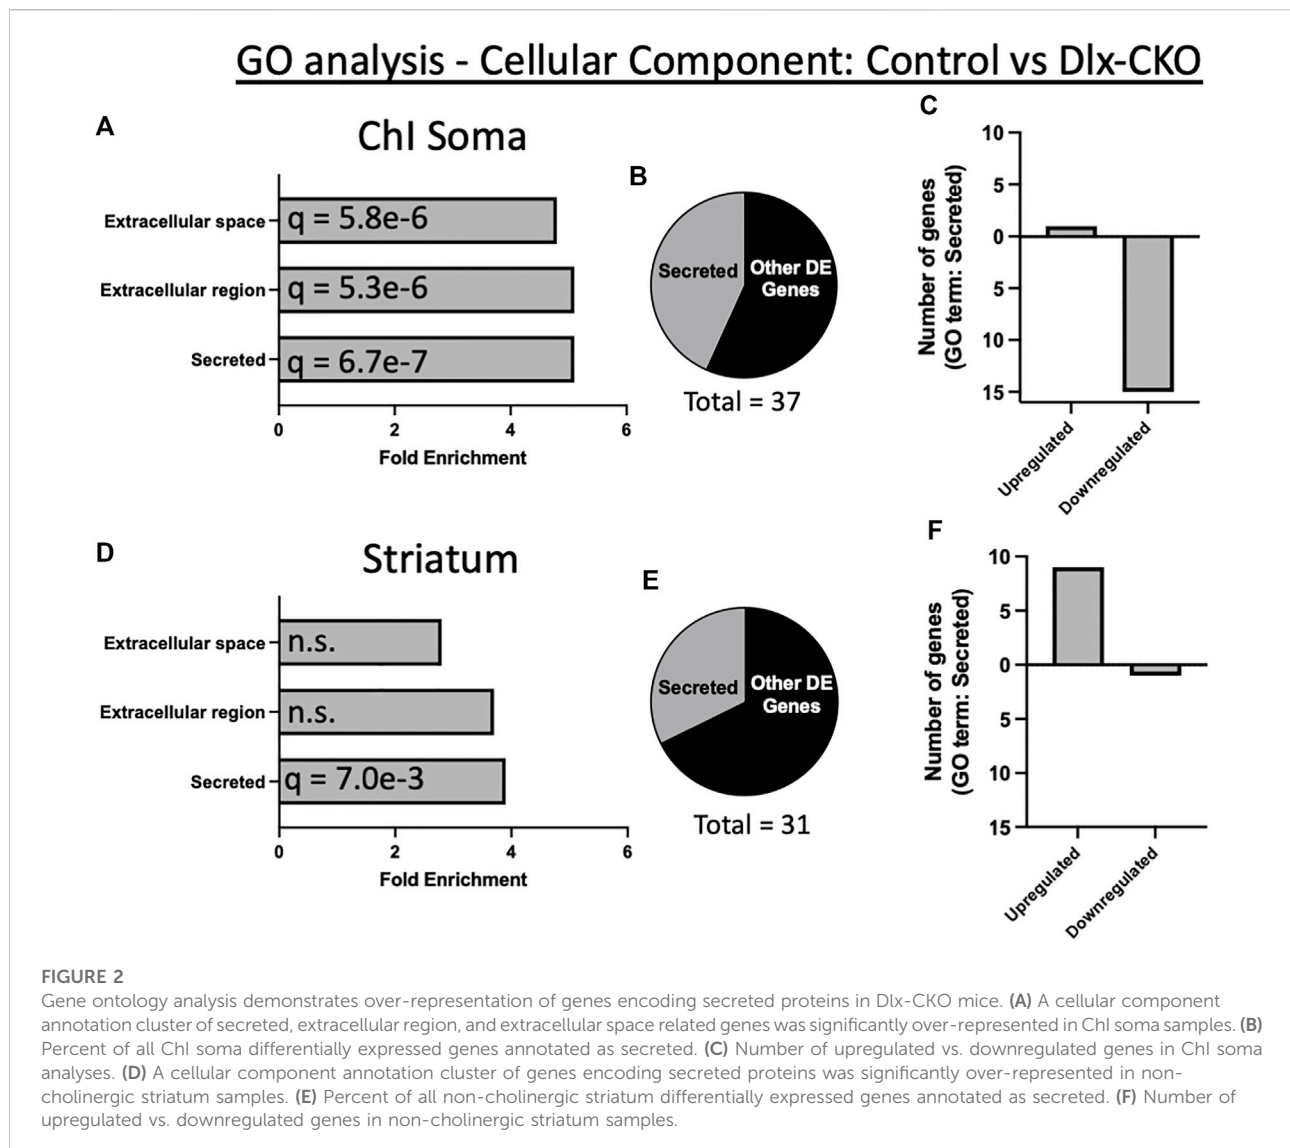 GO analysis - Cellular Component: Control vs Dlx-CKO
A
ChI Soma
Extracellular space
q = 5.8e-6
Extracellular region
q = 5.3e-6
Secreted
q = 6.7e-7
0
2
4
6
Fold Enrichment
B
Secreted
Other DE
Genes
Total = 37
C
Number of genes
(GO term: Secreted)
10
5
0
5
10
15
Upregulated
Downregulated
D
Striatum
Extracellular space
n.s.
Extracellular region
n.s.
Secreted
q = 7.0e-3
0
2
4
6
Fold Enrichment
E
Secreted
Other DE
Genes
Total = 31
F
Number of genes
(GO term: Secreted)
10
5
0
5
10
15
Upregulated
Downregulated
FIGURE 2
Gene ontology analysis demonstrates over-representation of genes encoding secreted proteins in Dlx-CKO mice. (A) A cellular component
annotation cluster of secreted, extracellular region, and extracellular space related genes was significantly over-represented in ChI soma samples. (B)
Percent of all ChI soma differentially expressed genes annotated as secreted. (C) Number of upregulated vs. downregulated genes in ChI soma
analyses. (D) A cellular component annotation cluster of genes encoding secreted proteins was significantly over-represented in non-
cholinergic striatum samples. (E) Percent of all non-cholinergic striatum differentially expressed genes annotated as secreted. (F) Number of
upregulated vs. downregulated genes in non-cholinergic striatum samples.